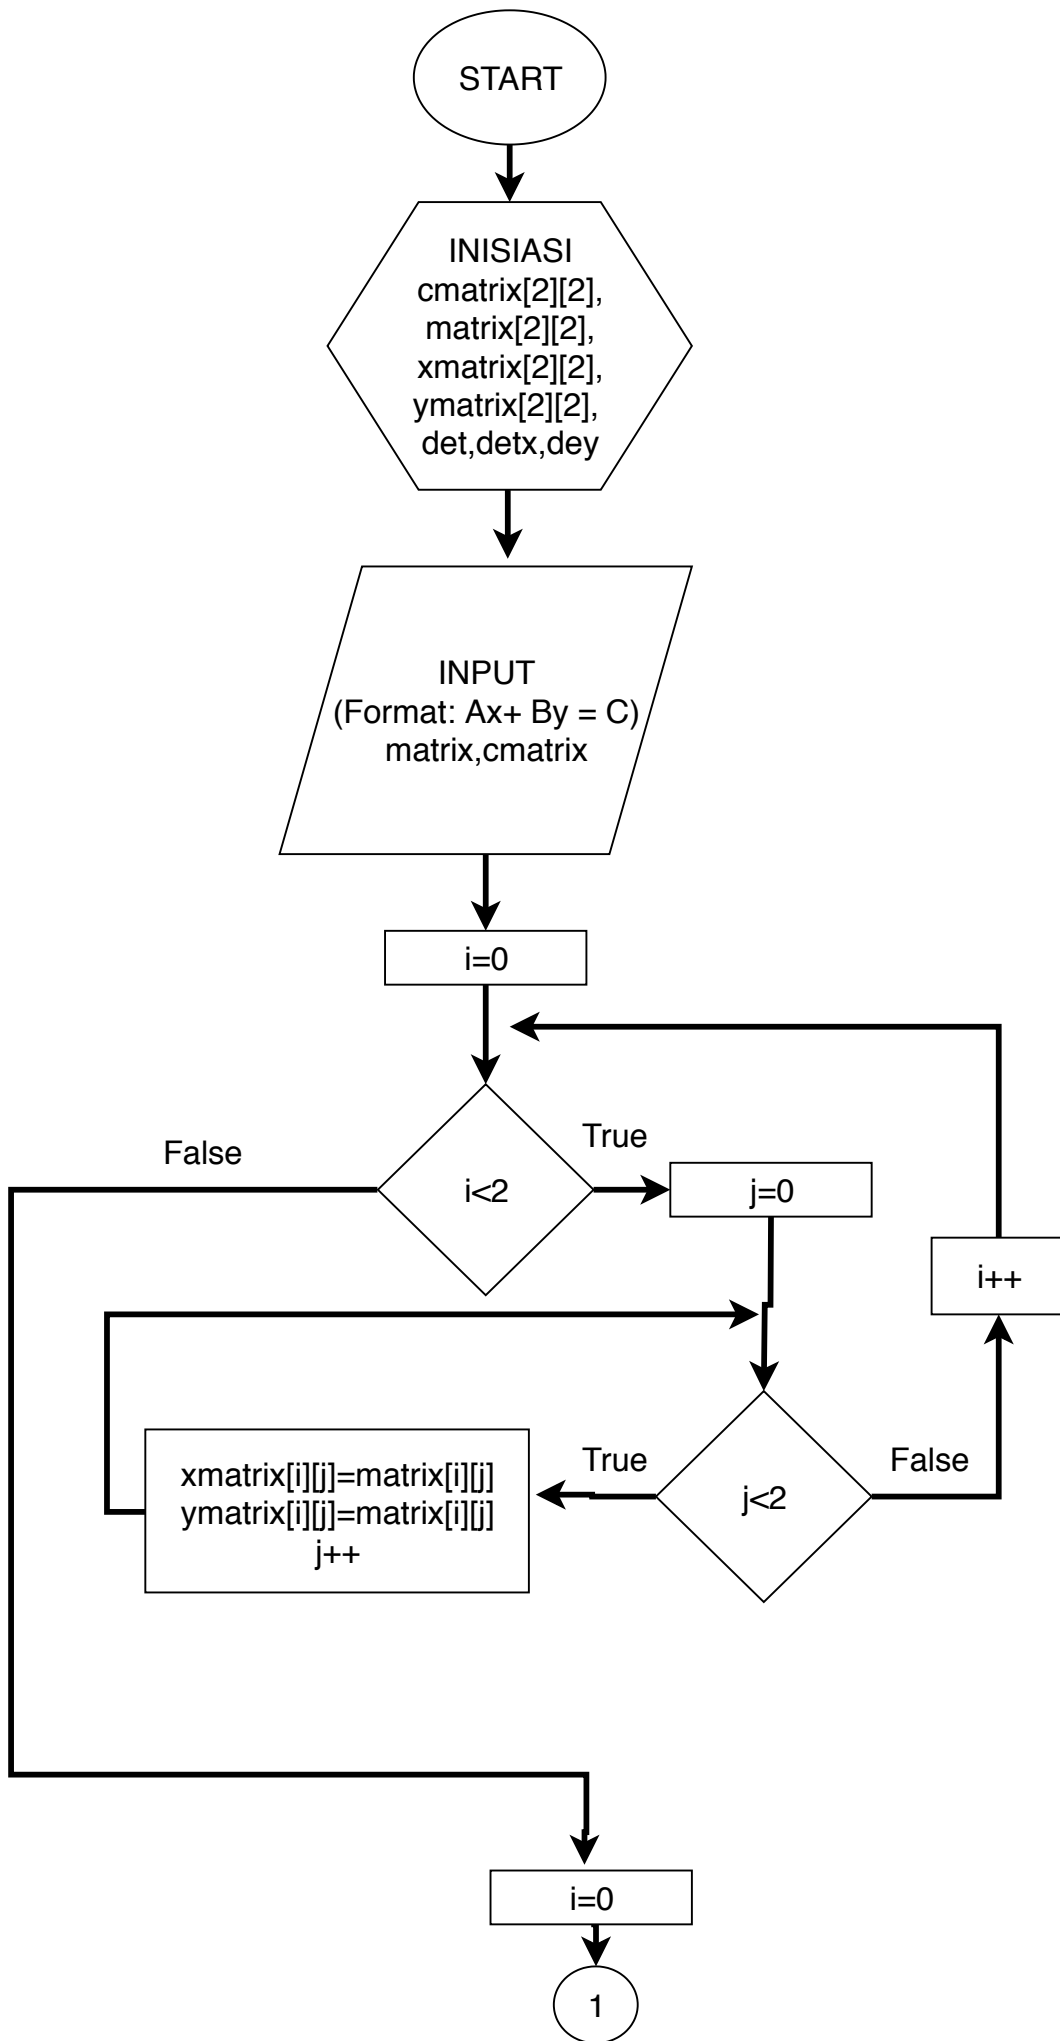 START
INISIASI
cmatrix[2][2],
matrix[2][2],
xmatrix[2][2],
ymatrix[2][2],
det,detx,dey
INPUT
(Format: Ax+ By = C)
matrix,cmatrix
i=0
i<2
False
True
j=0
i++
j<2
True
False
xmatrix[i][j]=matrix[i][j]
ymatrix[i][j]=matrix[i][j]
j++
i=0
1